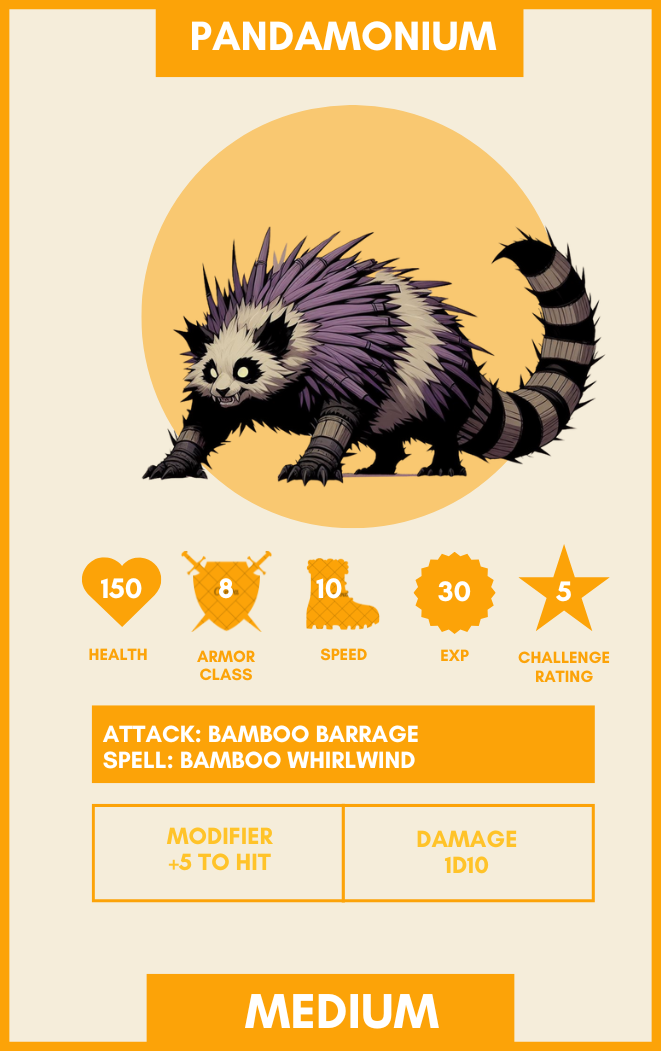 PANDAMONIUM
150
8
10
30
5
HEALTH
ARMOR
CLASS
SPEED
EXP
CHALLENGE
RATING
ATTACK: BAMBOO BARRAGE
SPELL: BAMBOO WHIRLWIND
MODIFIER
+5 TO HIT
DAMAGE
1D10
MEDIUM